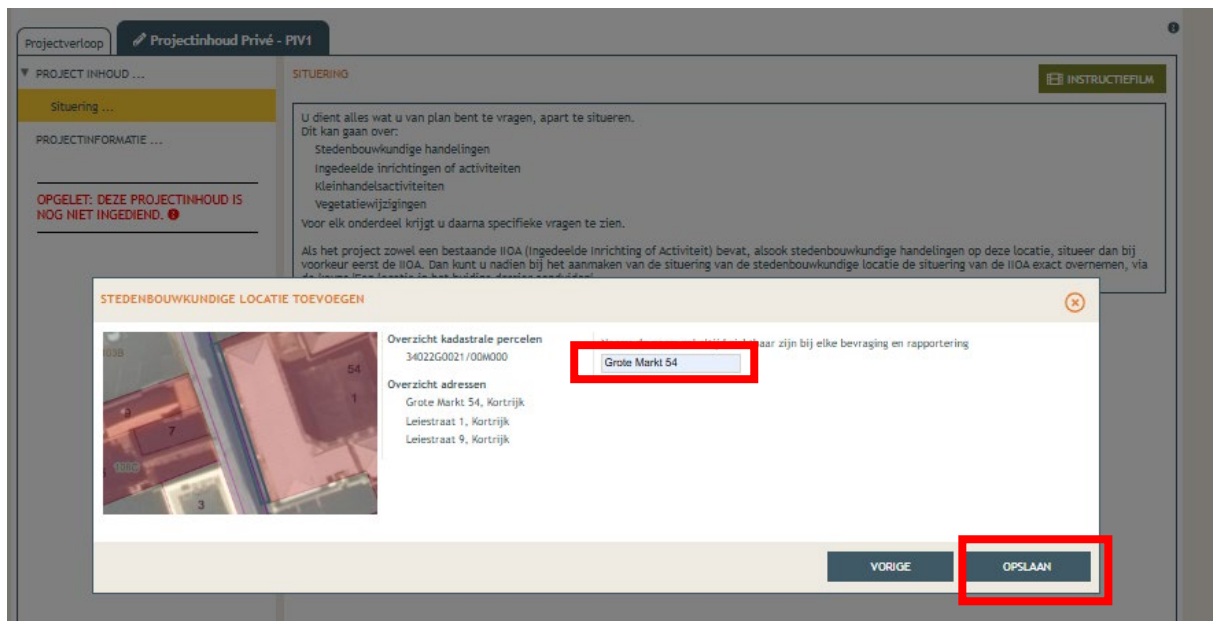 Projectverloop
Projectinhoud Privé - PIV1
PROJECT INHOUD ...
Situering ...
PROJECTINFORMATIE ...
OPGELET: DEZE PROJECTINHOUD IS
NOG NIET INGEDIEND.
SITUERING
INSTRUCTIEFILM
U dient alles wat u van plan bent te vragen, apart te situeren.
Dit kan gaan over:
Stedenbouwkundige handelingen
Ingedeelde inrichtingen of activiteiten
Kleinhandelsactiviteiten
Vegetatiewijzigingen
Voor elk onderdeel krijgt u daarna specifieke vragen te zien.
Als het project zowel een bestaande IIOA (Ingedeelde Inrichting of Activiteit) bevat, alsook stedenbouwkundige handelingen op deze locatie, situeer dan bij
voorkeur eerst de IIOA. Dan kunt u nadien bij het aanmaken van de situering van de stedenbouwkundige locatie de situering van de IIOA exact overnemen, via
STEDENBOUWKUNDIGE LOCATIE TOEVOEGEN
103B
54
1
9
7
3
Overzicht kadastrale percelen
34022G0021/00M000
Overzicht adressen
Grote Markt 54, Kortrijk
Leiestraat 1, Kortrijk
Leiestraat 9, Kortrijk
zijn bij elke bevraging en rapportering
Grote Markt 54
VORIGE
OPSLAAN